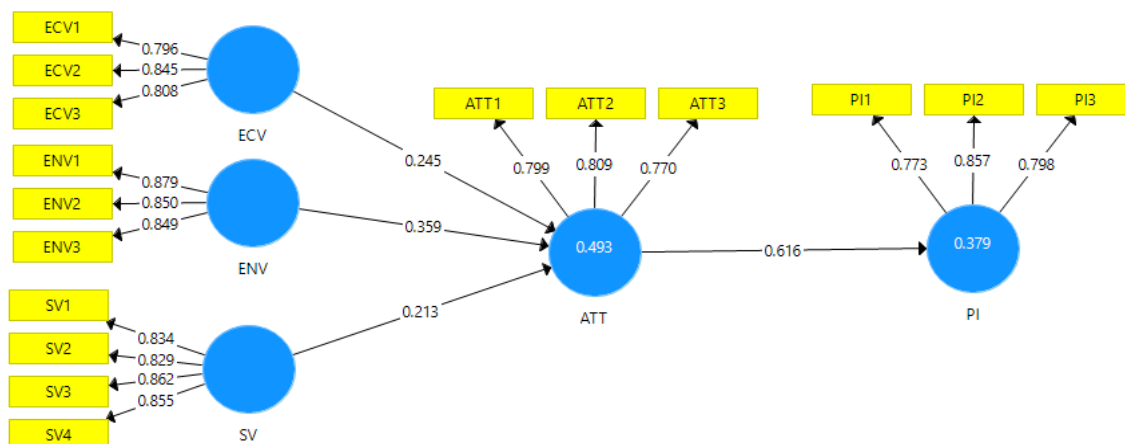 ECV1
0.796
ECV2
0.845
ECV3
0.808
ECV
ENV1
0.879
ENV2
0.850
ENV3
0.849
ENV
SV1
0.834
SV2
0.829
SV3
0.862
SV4
0.855
SV
0.245
0.359
0.213
ATT1 ATT2 ATT3
0.799 0.809 0.770
0.493
ATT
0.616
PI1 PI2 PI3
0.773 0.857 0.798
0.379
PI